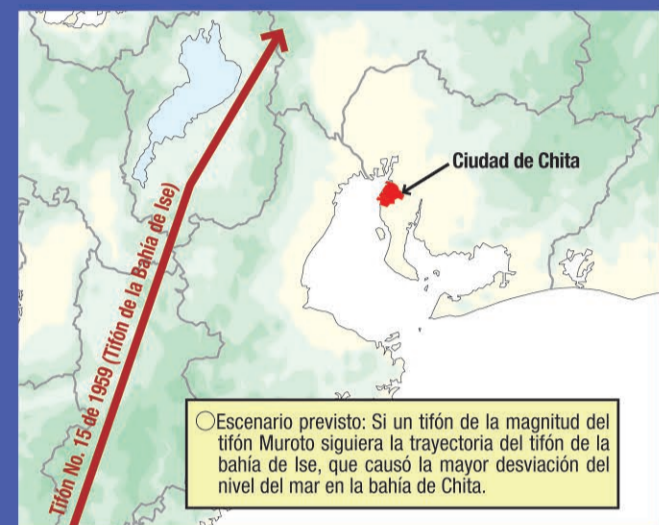 Ciudad de Chita
Tifón No. 15 de 1959 (Tifón de la Bahía de Ise)
○Escenario previsto: Si un tifón de la magnitud del
tifón Muroto siguiera la trayectoria del tifón de la
bahía de Ise, que causó la mayor desviación del
nivel del mar en la bahía de Chita.